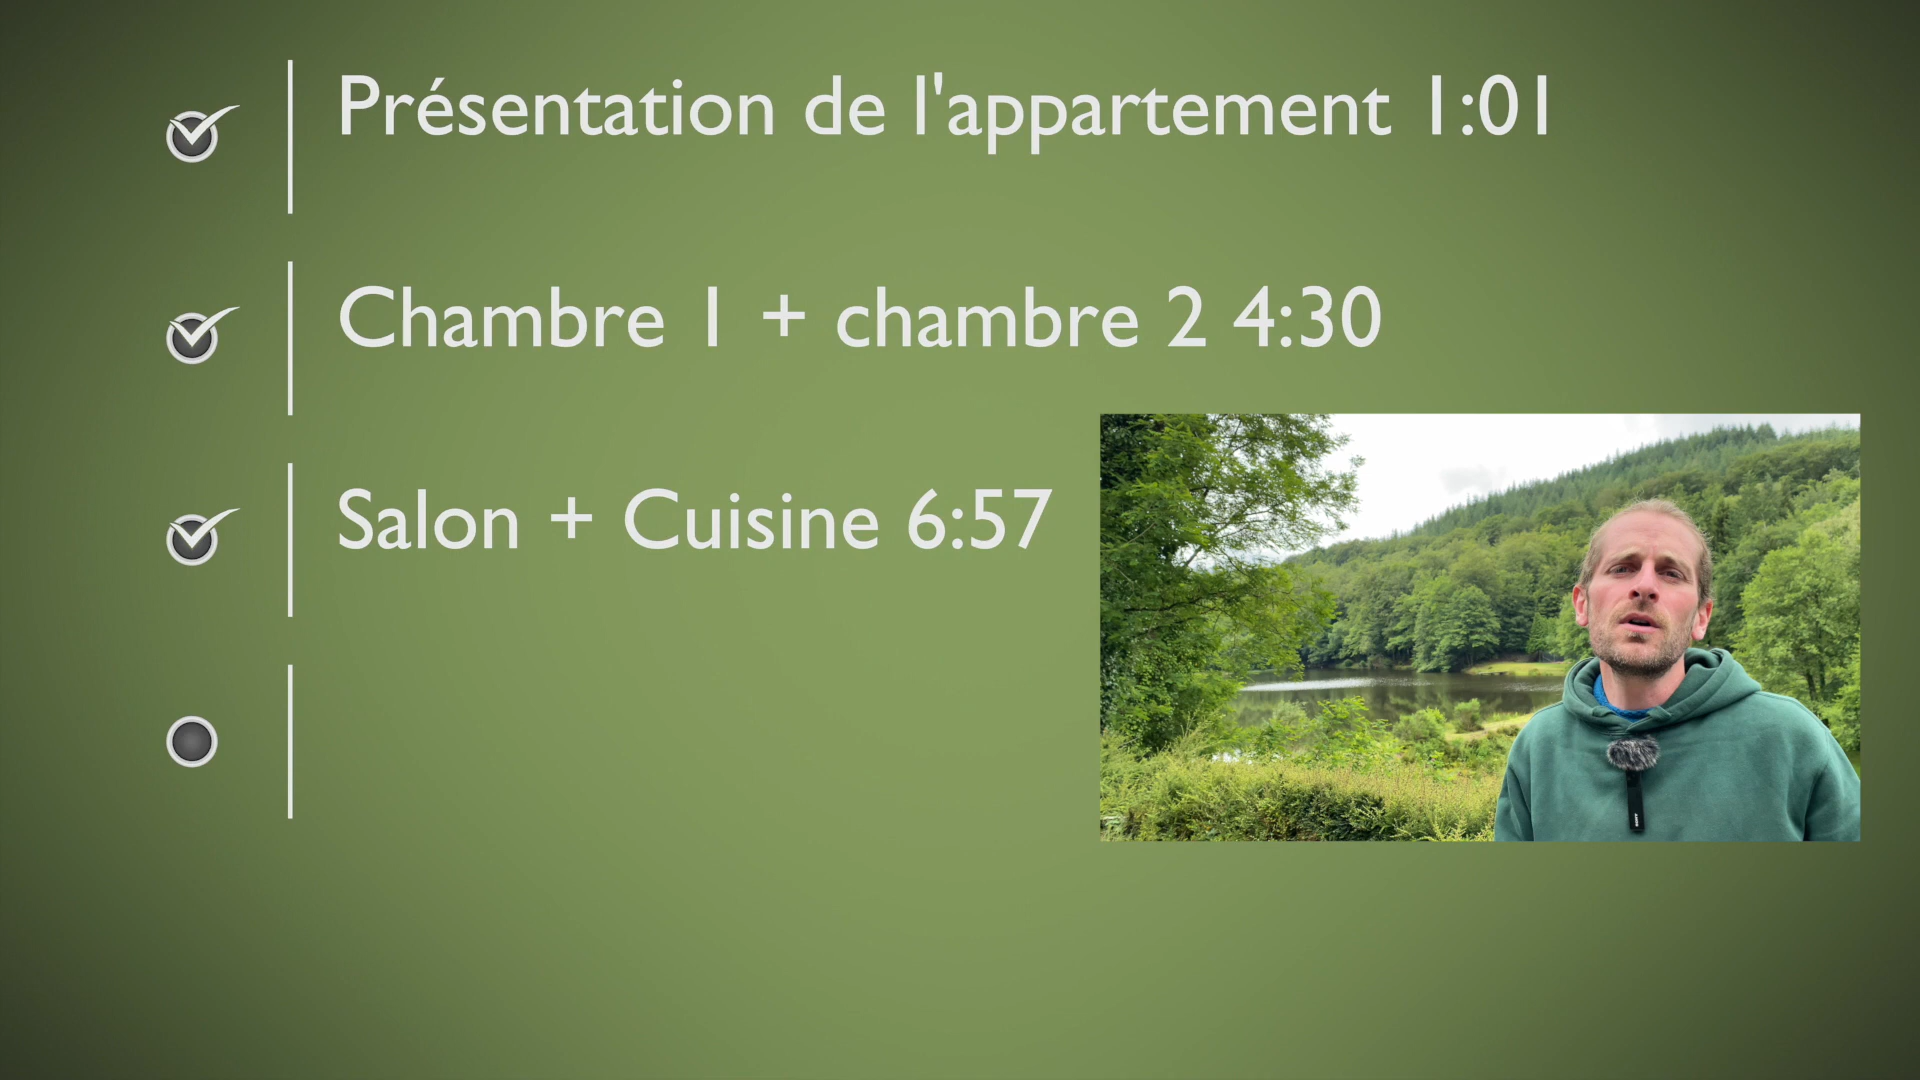 Présentation de l'appartement 1:01
Chambre 1 + chambre 2 4:30
Salon + Cuisine 6:57